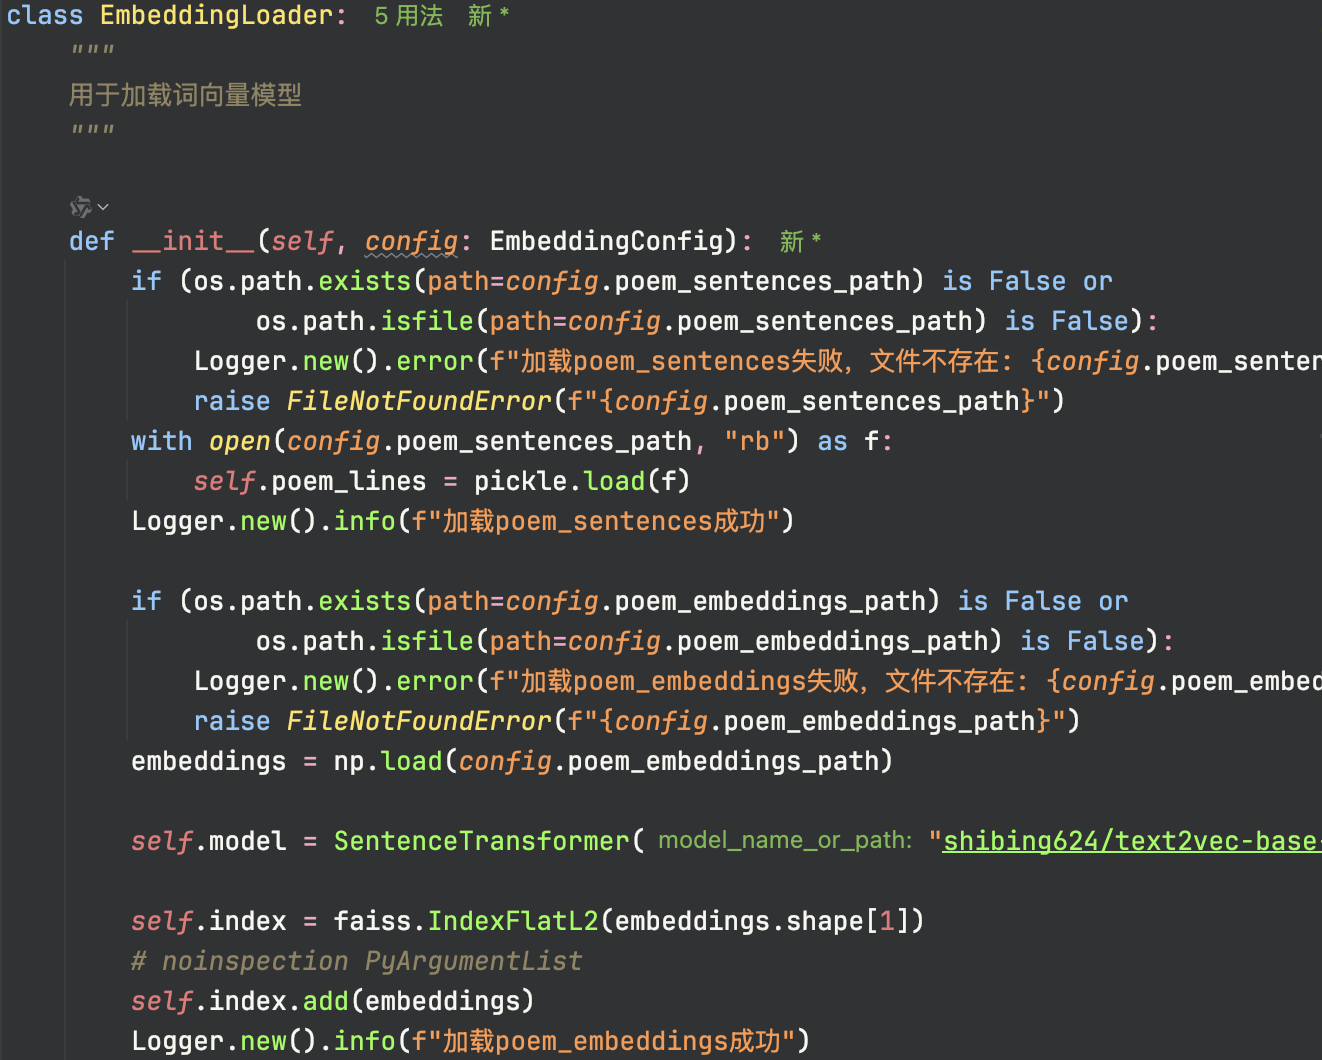 class EmbeddingLoader: 5 用法 新 *
"""
用于加载词向量模型
"""
def __init__(self, config: EmbeddingConfig): 新 *
if (os.path.exists(path=config.poem_sentences_path) is False or
os.path.isfile(path=config.poem_sentences_path) is False):
Logger.new().error(f"加载poem_sentences失败，文件不存在：{config.poem_senten
raise FileNotFoundError(f"{config.poem_sentences_path}")
with open(config.poem_sentences_path, "rb") as f:
self.poem_lines = pickle.load(f)
Logger.new().info(f"加载poem_sentences成功")
if (os.path.exists(path=config.poem_embeddings_path) is False or
os.path.isfile(path=config.poem_embeddings_path) is False):
Logger.new().error(f"加载poem_embeddings失败，文件不存在：{config.poem_embed
raise FileNotFoundError(f"{config.poem_embeddings_path}")
embeddings = np.load(config.poem_embeddings_path)
self.model = SentenceTransformer( model_name_or_path: "shibing624/text2vec-base-
self.index = faiss.IndexFlatL2(embeddings.shape[1])
# noinspection PyArgumentList
self.index.add(embeddings)
Logger.new().info(f"加载poem_embeddings成功")